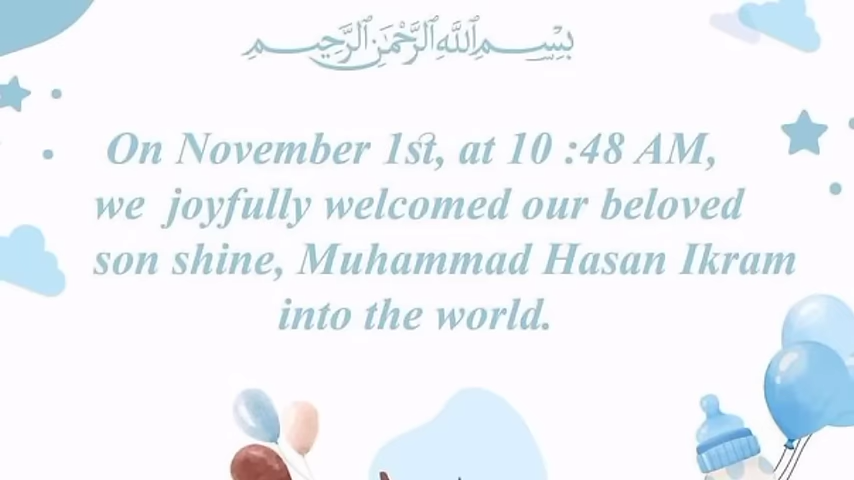 بِسْمِ اللَّهِ الرَّحْمَٰنِ الرَّحِيمِ
On November 1st, at 10 :48 AM,
we joyfully welcomed our beloved
son shine, Muhammad Hasan Ikram
into the world.